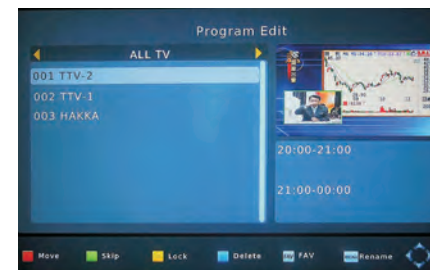 Program Edit
ALL TV
001 TTV-2
002 TTV-1
003 HAKKA
20:00-21:00
21:00-00:00
Move Skip Lock Delete FAV Rename